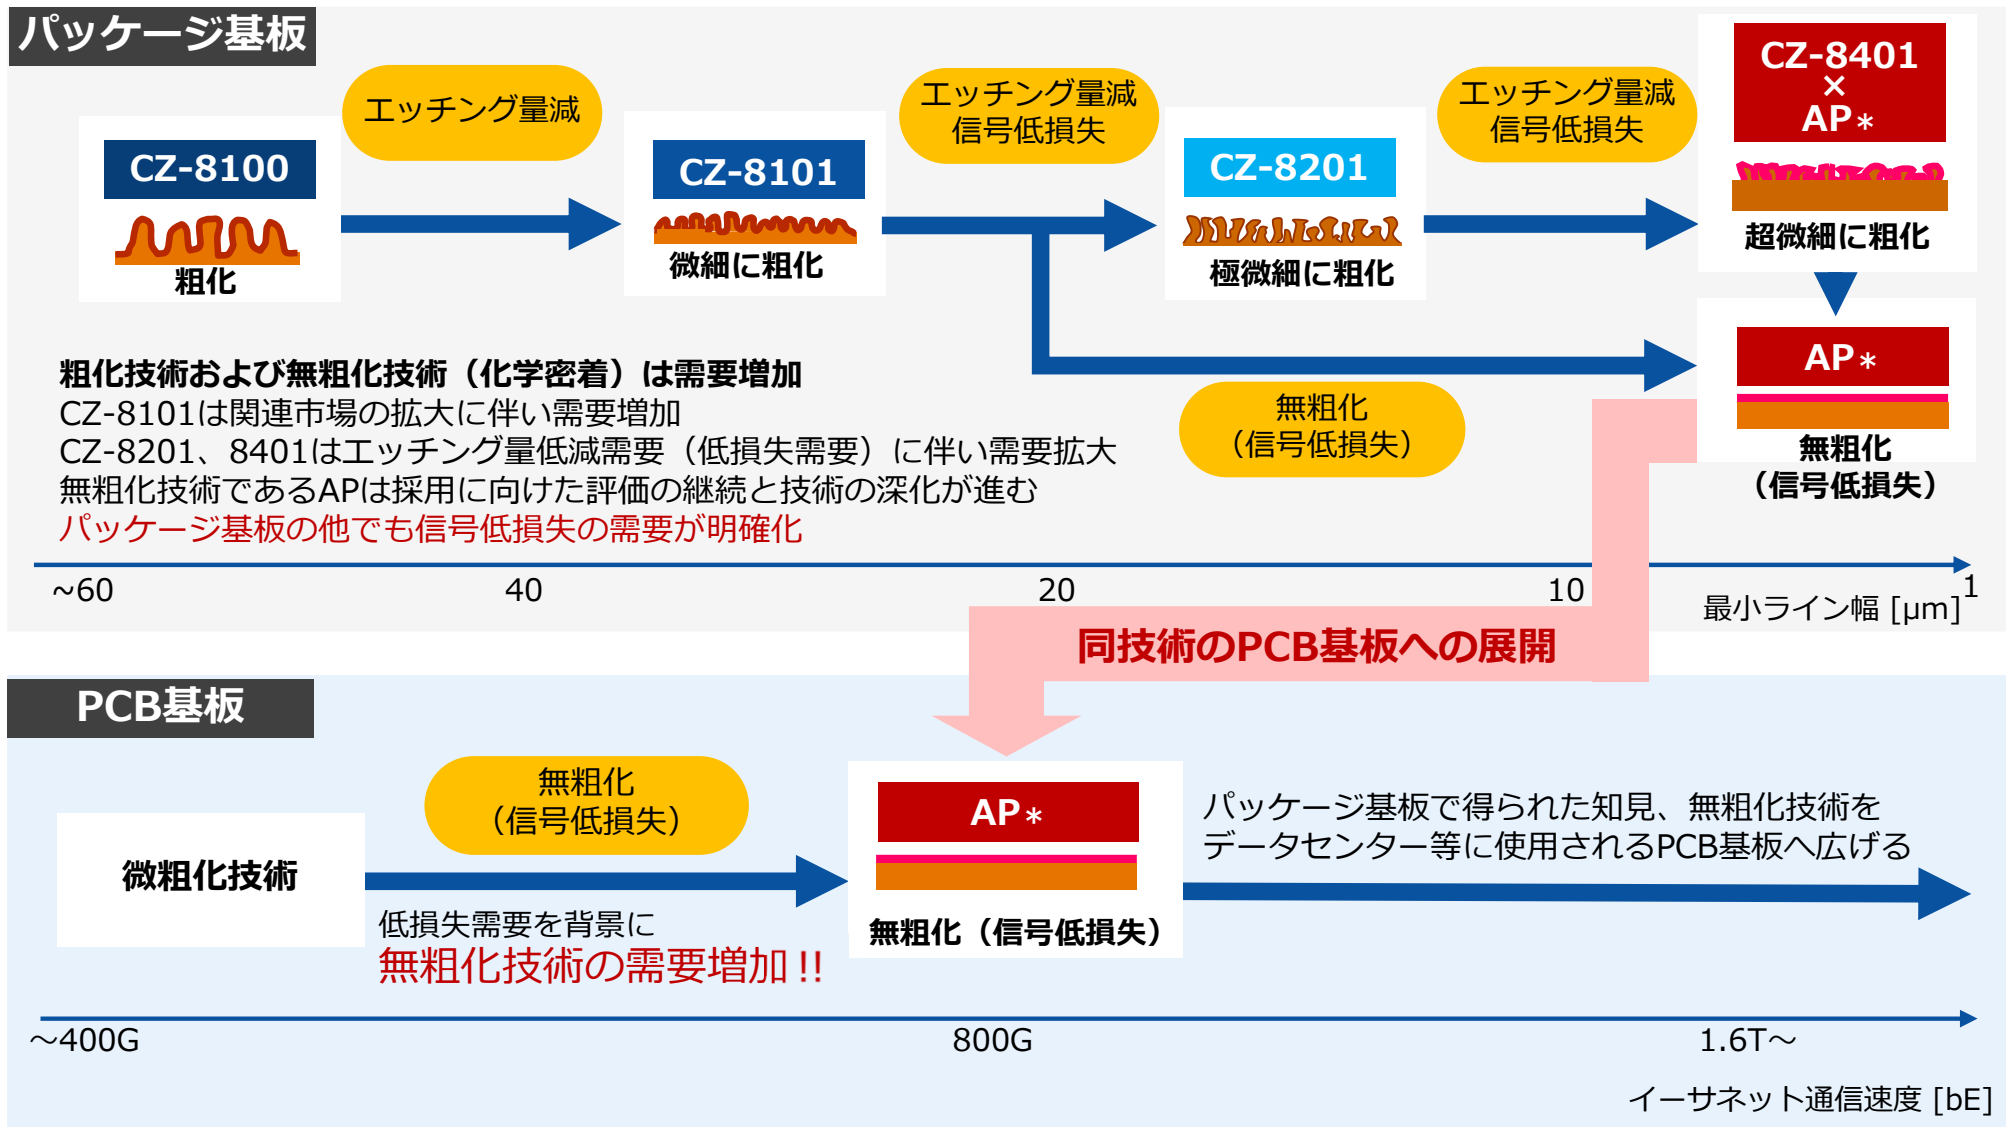 パッケージ基板
エッチング量減
エッチング量減
信号低損失
エッチング量減
信号低損失
CZ-8100
粗化
CZ-8101
微細に粗化
CZ-8201
極微細に粗化
CZ-8401
×
AP*
超微細に粗化
AP*
無粗化
（信号低損失）
無粗化
（信号低損失）
粗化技術および無粗化技術（化学密着）は需要増加
CZ-8101は関連市場の拡大に伴い需要増加
CZ-8201、8401はエッチング量低減需要（低損失需要）に伴い需要拡大
無粗化技術であるAPは採用に向けた評価の継続と技術の深化が進む
パッケージ基板の他でも信号低損失の需要が明確化
~60
40
20
10
1
最小ライン幅 [μm]
同技術のPCB基板への展開
PCB基板
微粗化技術
無粗化
（信号低損失）
低損失需要を背景に
無粗化技術の需要増加!!
AP*
無粗化（信号低損失）
パッケージ基板で得られた知見、無粗化技術を
データセンター等に使用されるPCB基板へ広げる
～400G
800G
1.6T～
イーサネット通信速度 [bE]